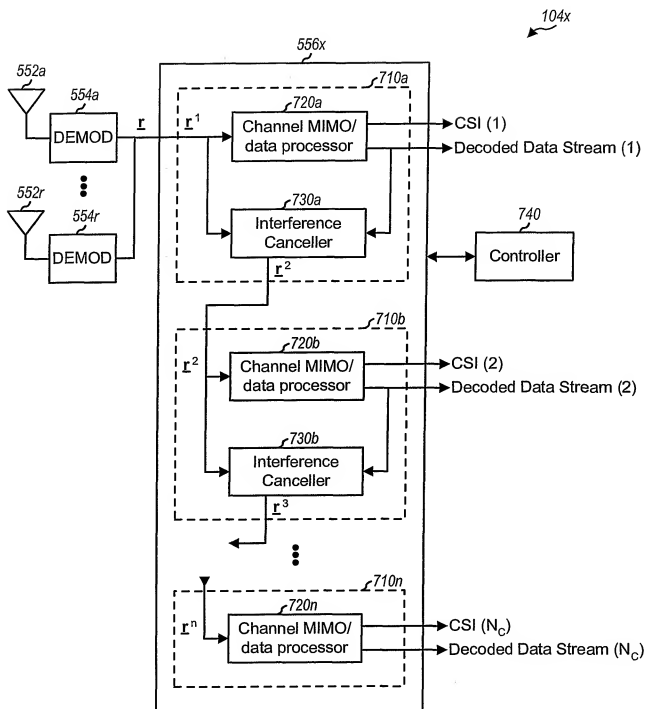 104x
556x
552a
554a
DEMOD
r
r1
710a
720a
Channel MIMO/
data processor
CSI (1)
Decoded Data Stream (1)
552r
554r
DEMOD
730a
Interference
Canceller
r2
740
Controller
710b
r2
720b
Channel MIMO/
data processor
CSI (2)
Decoded Data Stream (2)
730b
Interference
Canceller
r3
710n
rn
720n
Channel MIMO/
data processor
CSI (NC)
Decoded Data Stream (NC)